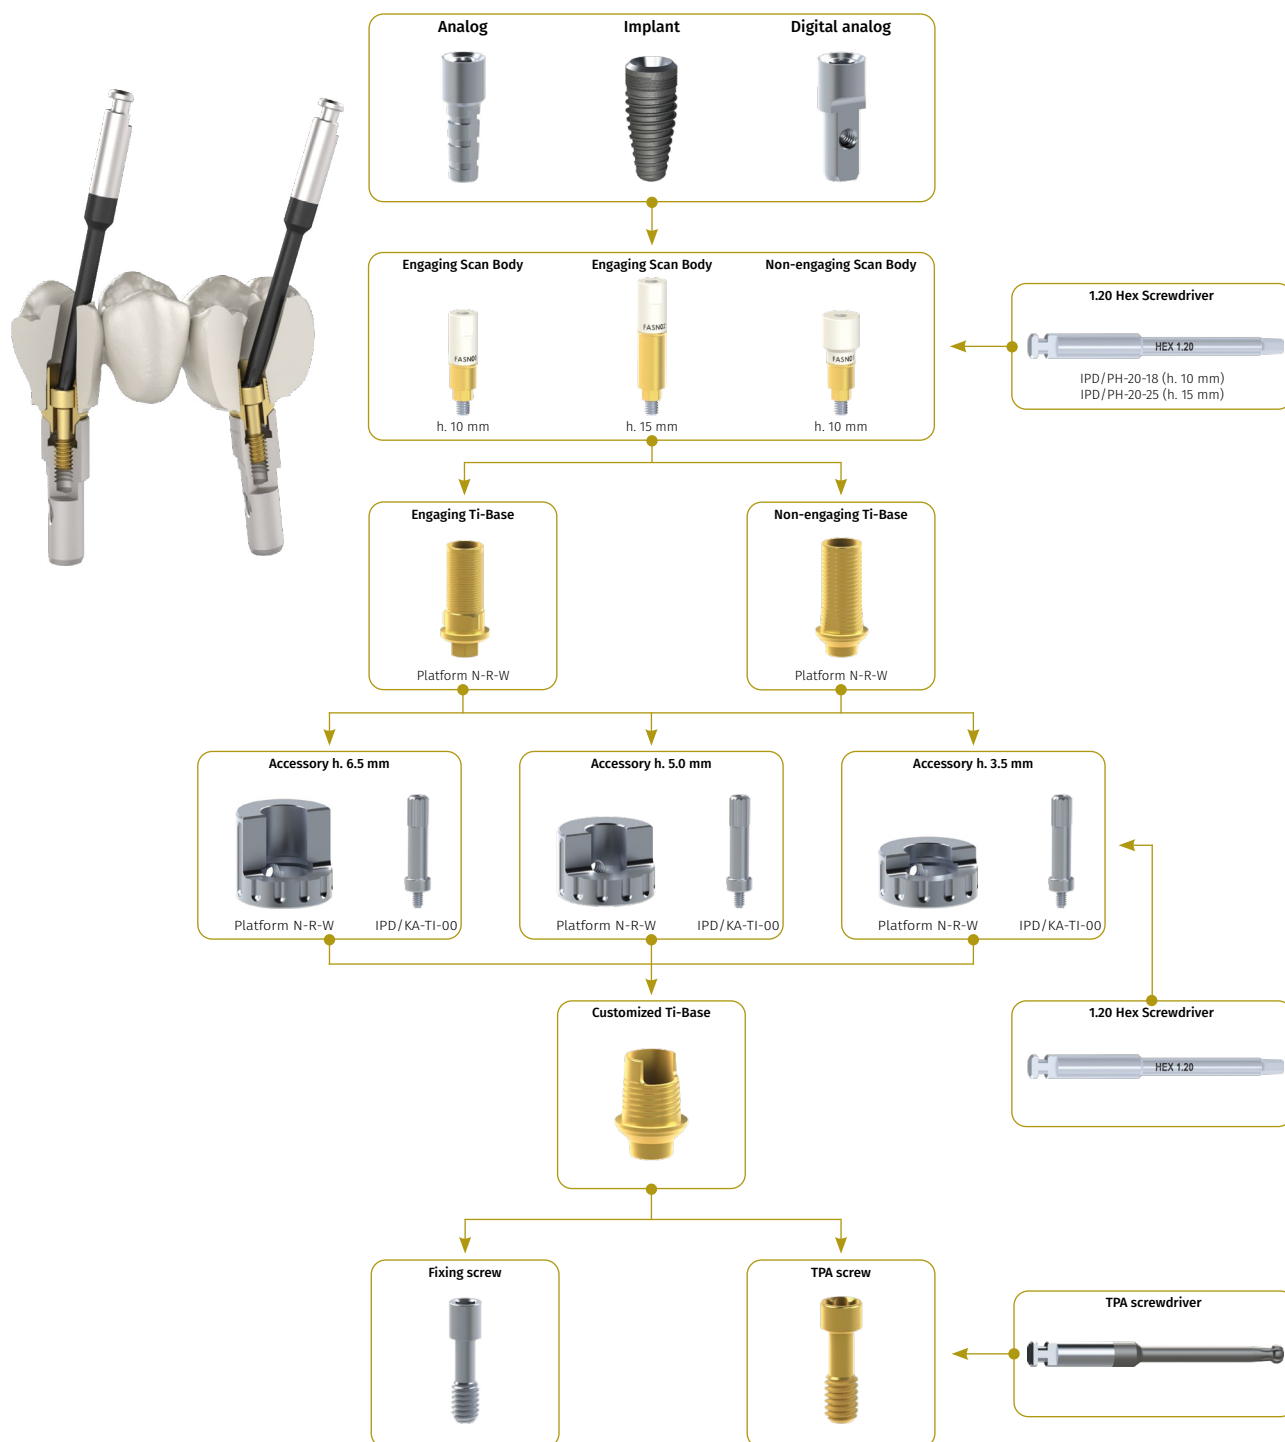 Analog
Implant
Digital analog
Engaging Scan Body
Engaging Scan Body
Non-engaging Scan Body
FASN02
h. 10 mm
h. 15 mm
h. 10 mm
1.20 Hex Screwdriver
HEX 1.20
IPD/PH-20-18 (h. 10 mm)
IPD/PH-20-25 (h. 15 mm)
Engaging Ti-Base
Non-engaging Ti-Base
Platform N-R-W
Platform N-R-W
Accessory h. 6.5 mm
Accessory h. 5.0 mm
Accessory h. 3.5 mm
Platform N-R-W
IPD/KA-TI-00
Platform N-R-W
IPD/KA-TI-00
Platform N-R-W
IPD/KA-TI-00
Customized Ti-Base
1.20 Hex Screwdriver
HEX 1.20
Fixing screw
TPA screw
TPA screwdriver